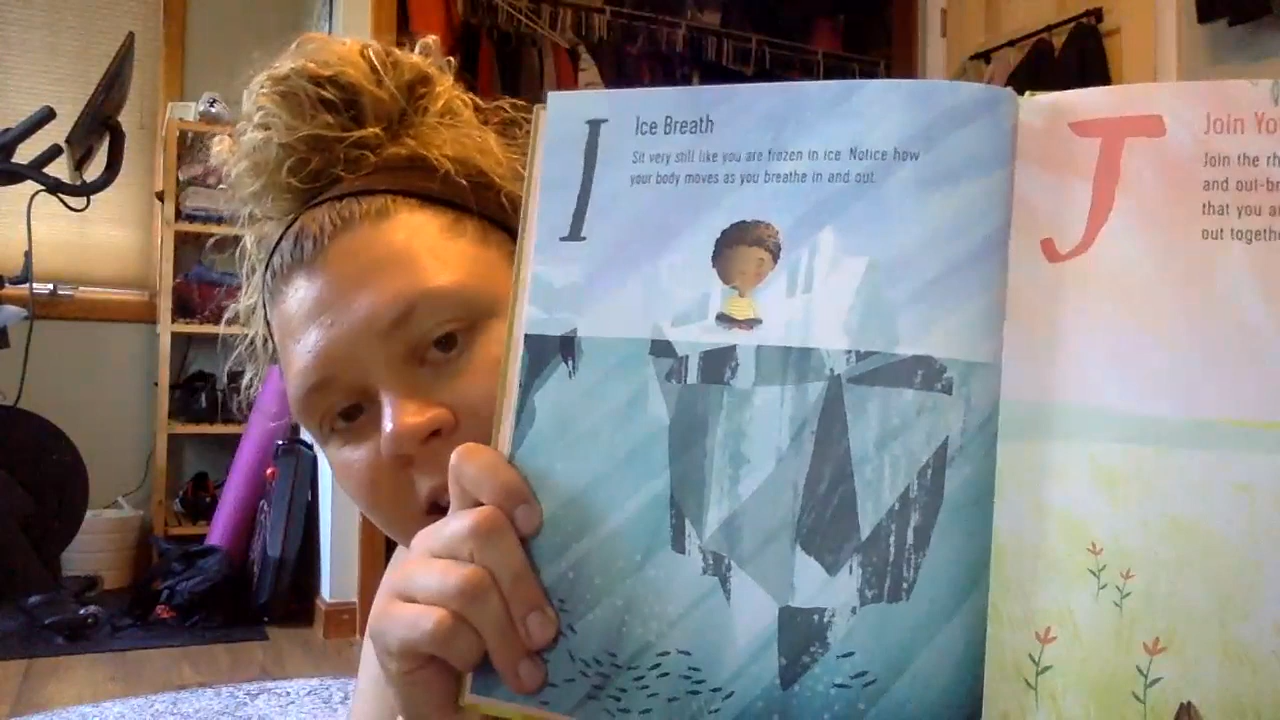 I
Ice Breath
Sit very still like you are frozen in ice. Notice how
your body moves as you breathe in and out.
J
Join Yo
Join the rh
and out-br
that you a
out togethe